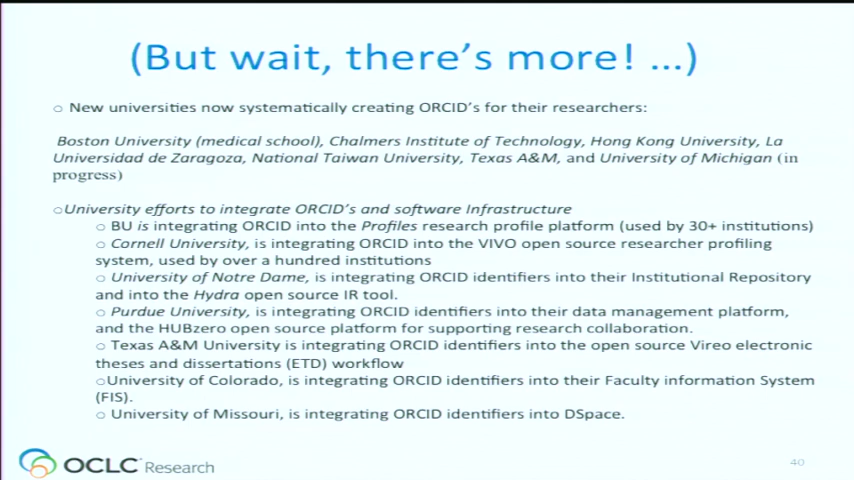 (But wait, there's more! ...)
○ New universities now systematically creating ORCID's for their researchers:
Boston University (medical school), Chalmers Institute of Technology, Hong Kong University, La
Universidad de Zaragoza, National Taiwan University, Texas A&M, and University of Michigan (in
progress)
○University efforts to integrate ORCID's and software Infrastructure
○ BU is integrating ORCID into the Profiles research profile platform (used by 30+ institutions)
○ Cornell University, is integrating ORCID into the VIVO open source researcher profiling
system, used by over a hundred institutions
○ University of Notre Dame, is integrating ORCID identifiers into their Institutional Repository
and into the Hydra open source IR tool.
○ Purdue University, is integrating ORCID identifiers into their data management platform,
and the HUBzero open source platform for supporting research collaboration.
○ Texas A&M University is integrating ORCID identifiers into the open source Vireo electronic
theses and dissertations (ETD) workflow
○University of Colorado, is integrating ORCID identifiers into their Faculty information System
(FIS).
○ University of Missouri, is integrating ORCID identifiers into DSpace.
OCLC Research
40